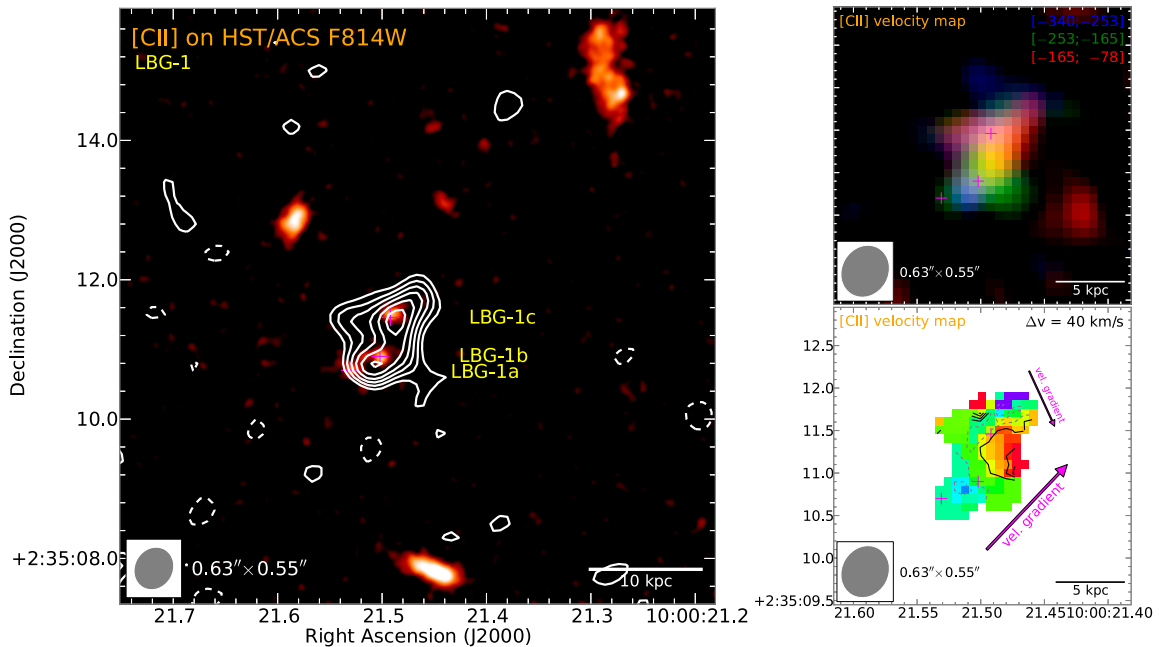 [CII] on HST/ACS F814W
LBG-1
LBG-1c
LBG-1b
LBG-1a
14.0
12.0
10.0
+2:35:08.0
Declination (J2000)
0.63″×0.55″
10 kpc
21.7
21.6
21.5
21.4
21.3
10:00:21.2
Right Ascension (J2000)
[CII] velocity map
[−340;−253]
[−253;−165]
[−165; −78]
0.63″×0.55″
5 kpc
[CII] velocity map
Δv = 40 km/s
12.5
12.0
11.5
11.0
10.5
10.0
+2:35:09.5
vel. gradient
vel. gradient
0.63″×0.55″
5 kpc
21.60
21.55
21.50
21.45
10:00:21.40